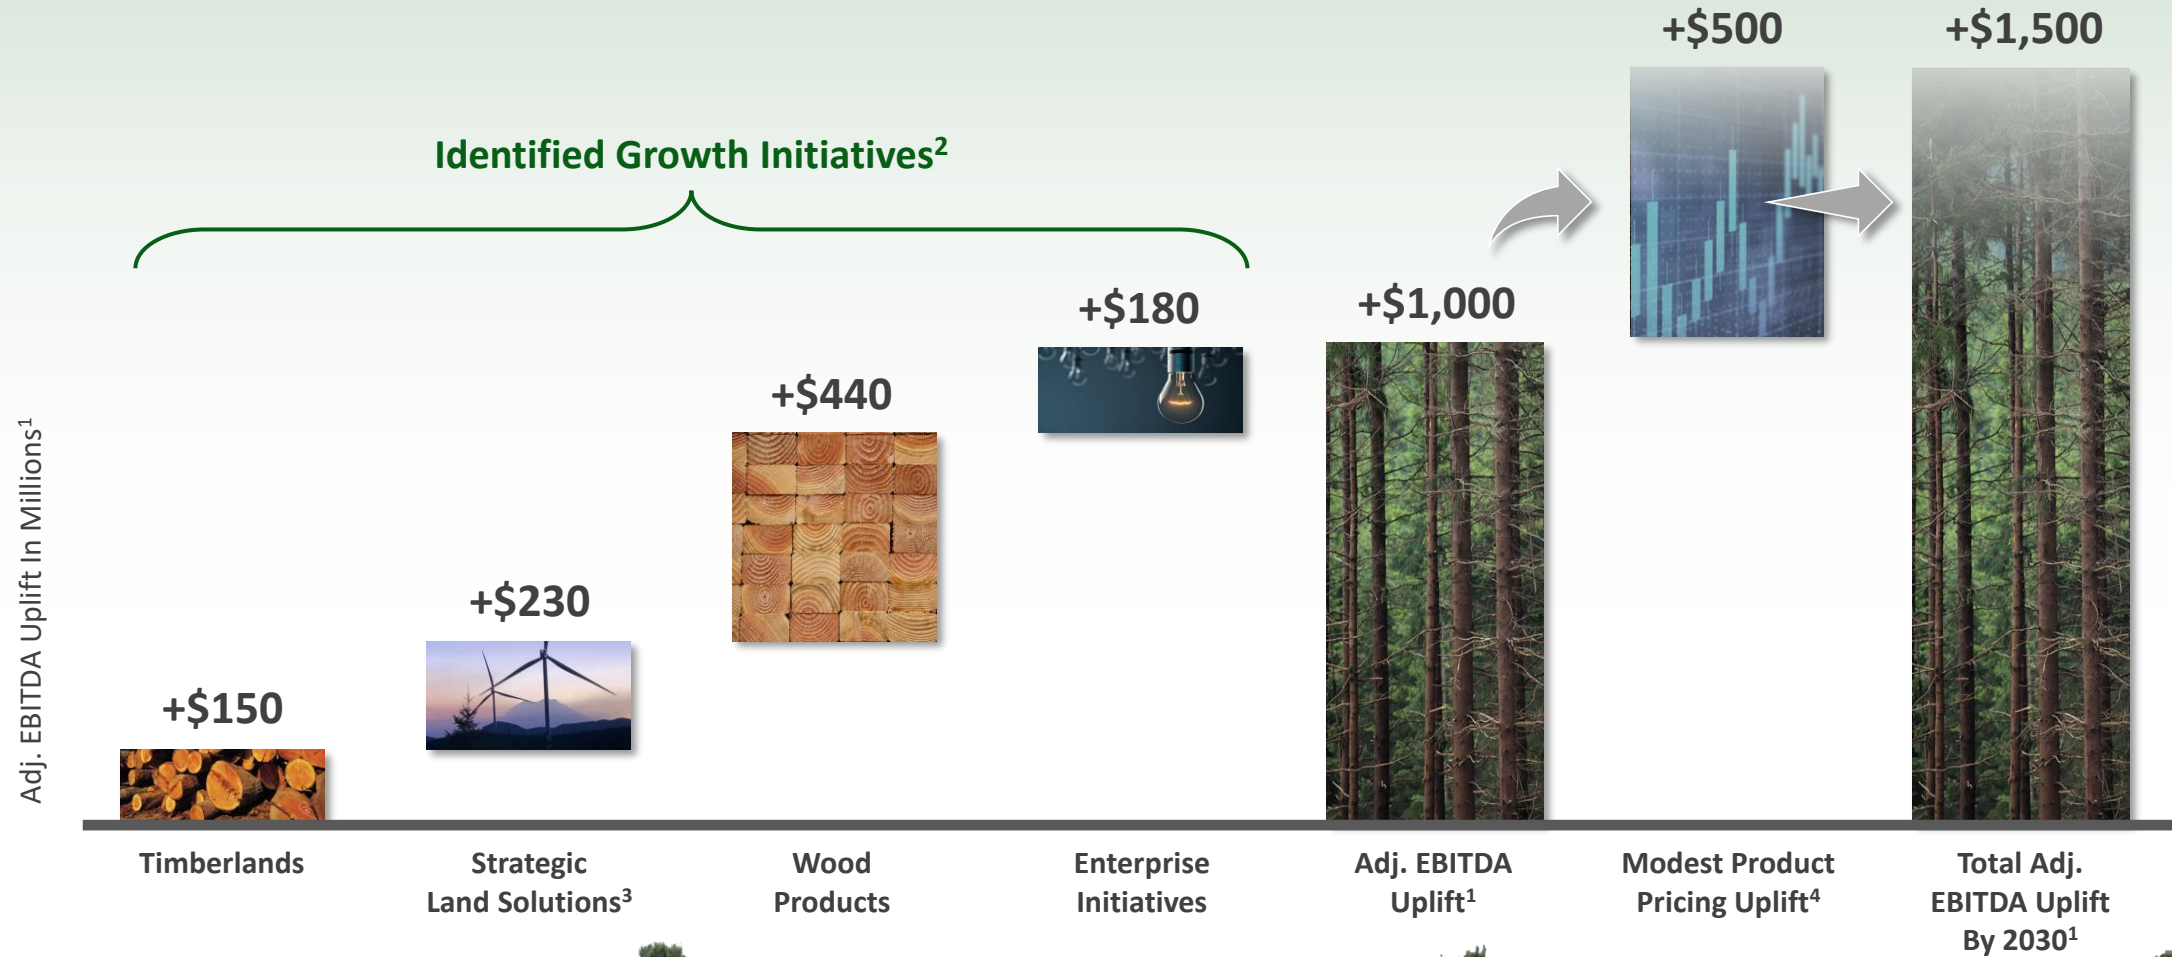 +$500
+$1,500
Identified Growth Initiatives²
+$180
+$1,000
+$440
+$230
+$150
Adj. EBITDA Uplift In Millions¹
Timberlands
Strategic
Land Solutions³
Wood
Products
Enterprise
Initiatives
Adj. EBITDA
Uplift¹
Modest Product
Pricing Uplift⁴
Total Adj.
EBITDA Uplift
By 2030¹